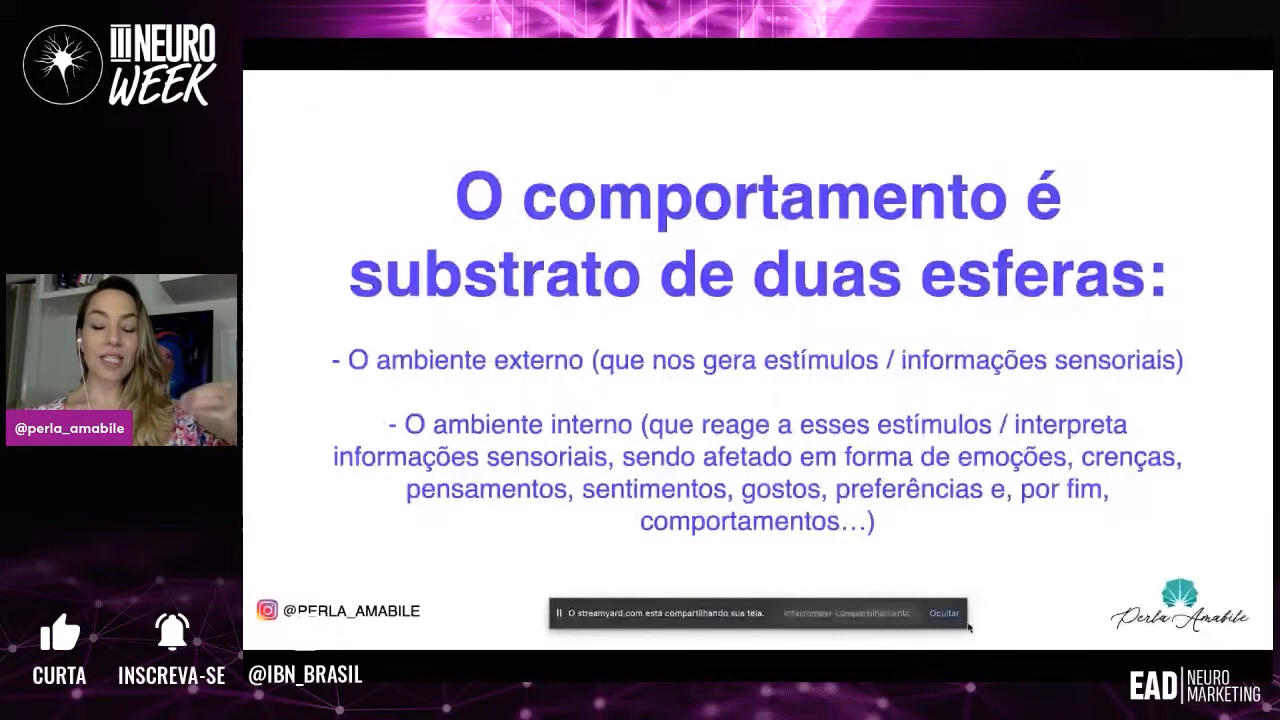 III NEURO
WEEK
O comportamento é
substrato de duas esferas:
- O ambiente externo (que nos gera estímulos / informações sensoriais)
- O ambiente interno (que reage a esses estímulos / interpreta
informações sensoriais, sendo afetado em forma de emoções, crenças,
pensamentos, sentimentos, gostos, preferências e, por fim,
comportamentos…)
@perla_amabile
@PERLA_AMABILE
O streamyard.com está compartilhando sua tela. Interromper compartilhamento Ocultar
Perla Amabile
CURTA
INSCREVA-SE
@IBN_BRASIL
EAD NEURO
MARKETING